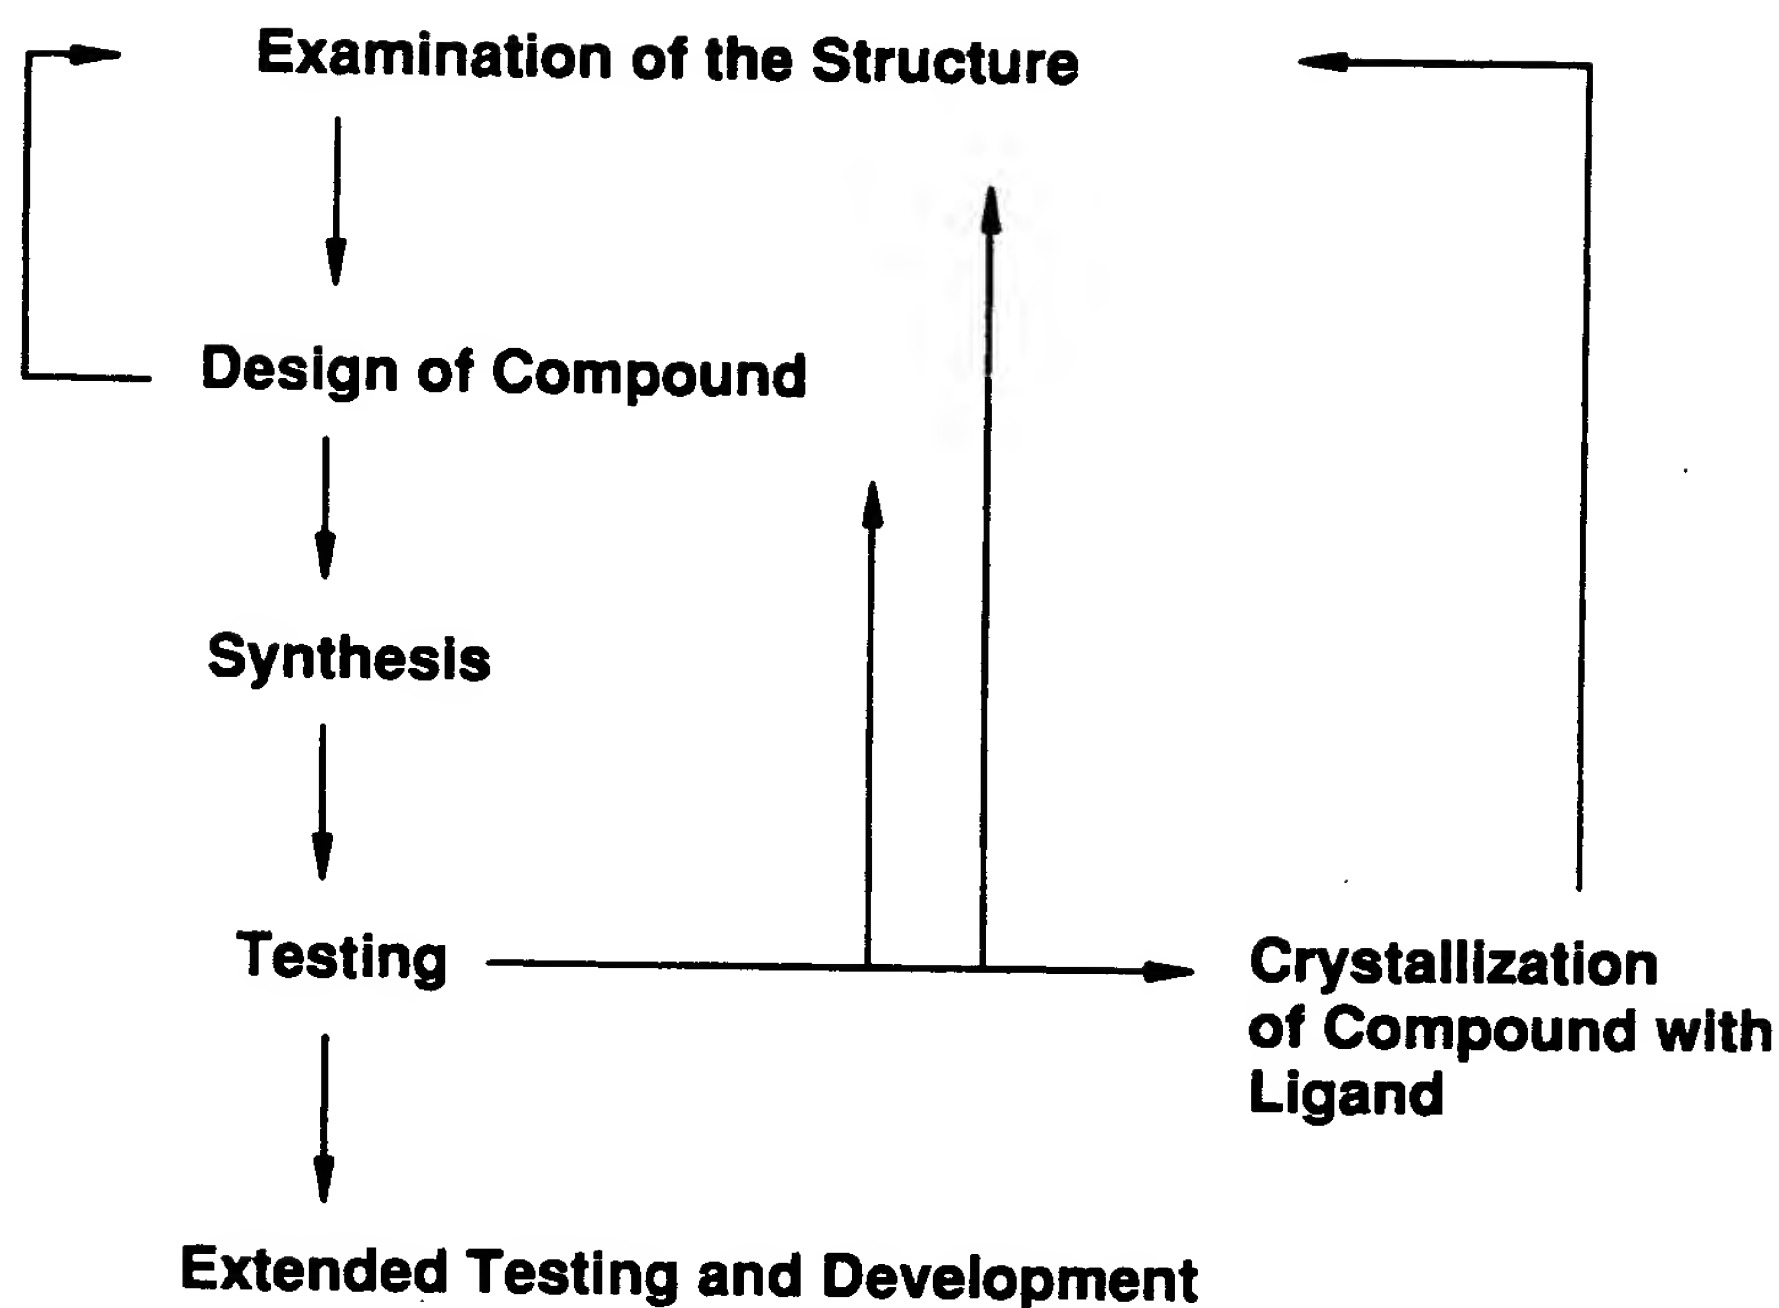 Examination of the Structure
Design of Compound
Synthesis
Testing
Crystallization
of Compound with
Ligand
Extended Testing and Development